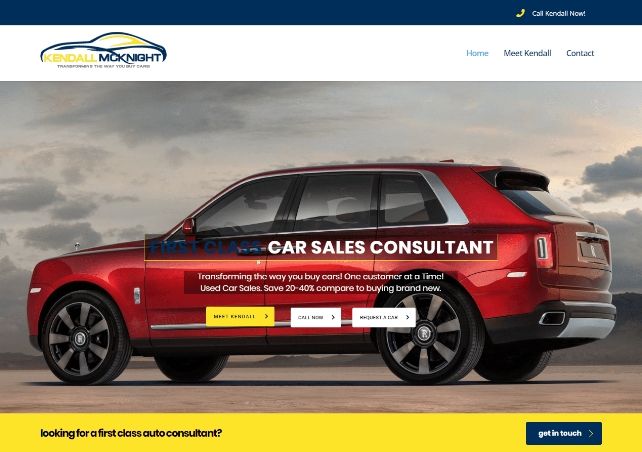 Call Kendall Now!
KENDALL MCKNIGHT
TRANSFORMING THE WAY YOU BUY CARS!
Home
Meet Kendall
Contact
FIRST CLASS CAR SALES CONSULTANT
Transforming the way you buy cars! One customer at a Time!
Used Car Sales. Save 20-40% compare to buying brand new.
MEET KENDALL
CALL NOW
REQUEST A CAR
looking for a first class auto consultant?
get in touch